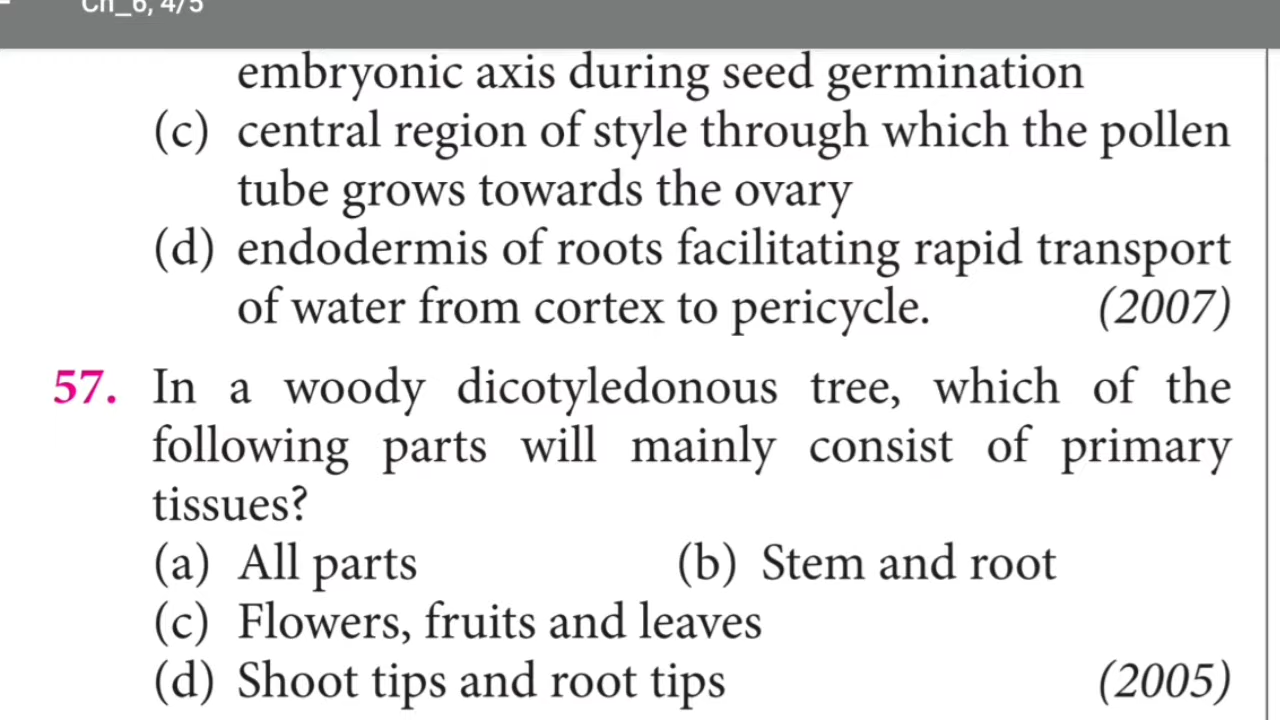 Ch_6, 4/5
embryonic axis during seed germination
(c) central region of style through which the pollen
tube grows towards the ovary
(d) endodermis of roots facilitating rapid transport
of water from cortex to pericycle. (2007)
57. In a woody dicotyledonous tree, which of the
following parts will mainly consist of primary
tissues?
(a) All parts (b) Stem and root
(c) Flowers, fruits and leaves
(d) Shoot tips and root tips (2005)